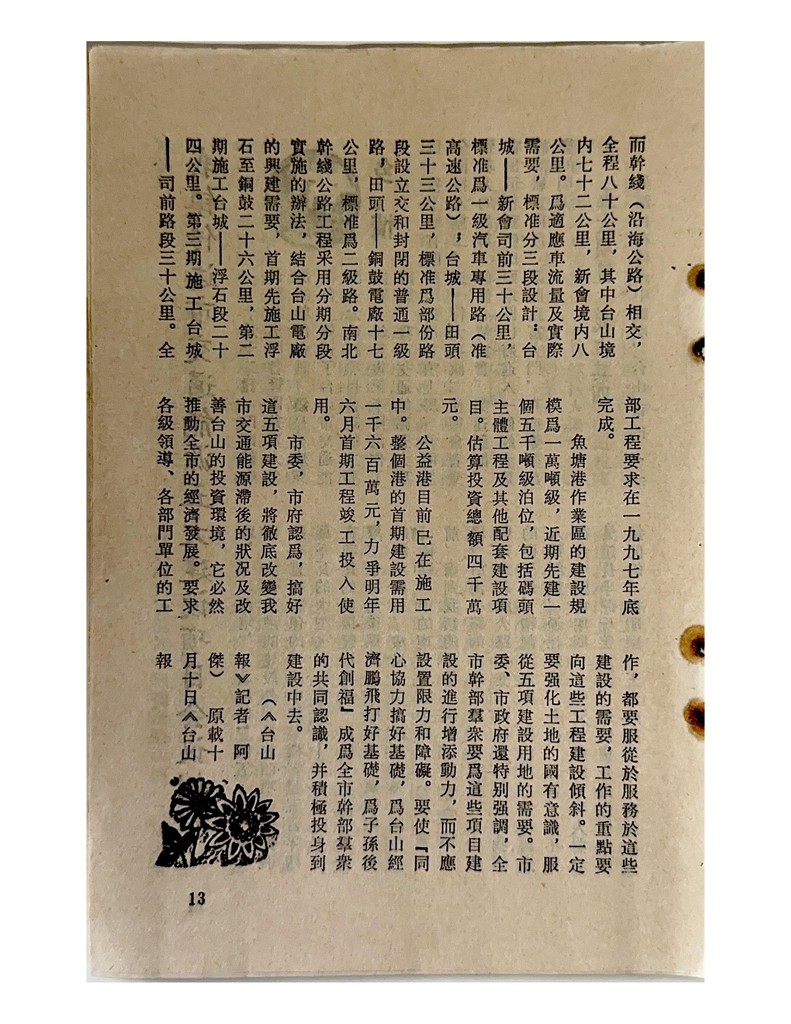 而幹綫（沿海公路）相交，
全程八十公里，其中台山境
內七十二公里，新會境内八
公里。爲適應車流量及實際
需要，標准分三段設計：台
城——新會司前三十公里，
標准爲一級汽車專用路（准
高速公路），台城——田頭
三十三公里，標准爲部份路
段設立交和封閉的普通一級
路，田頭——銅鼓電廠十七
公里，標准爲二級路。南北
幹綫公路工程采用分期分段
實施的辦法，結合台山電廠
的興建需要，首期先施工浮
石至銅鼓二十六公里，第二
期施工台城——浮石段二十
四公里。第三期施工台城
——司前路段三十公里。全
部工程要求在一九九七年底
完成。
魚塘港作業區的建設規
模爲一萬噸級，近期先建一
個五千噸級泊位，包括碼頭
主體工程及其他配套建設項
目。估算投資總額四千萬
元。
公益港目前已在施工
中。整個港的首期建設需用
一千六百萬元，力爭明年
六月首期工程竣工投入使
用。
市委，市府認爲，搞好
這五項建設，將徹底改變我
市交通能源滯後的狀况及改
善台山的投資環境，它必然
推動全市的經濟發展。要求
各級領導、各部門單位的工
作，都要服從於服務於這些
建設的需要，工作的重點要
向這些工程建設傾斜。一定
要强化土地的國有意識，服
從五項建設用地的需要。市
委、市政府還特别强調，全
市幹部羣衆要爲這些項目建
設的進行增添動力，而不應
設置限力和障礙。要使『同
心協力搞好基礎，爲台山經
濟鵬飛打好基礎，爲子孫後
代創福』成爲全市幹部羣衆
的共同認識，并積極投身到
建設中去。
（《台山
報》記者　阿
傑）　原載十
月十日《台山
報
13